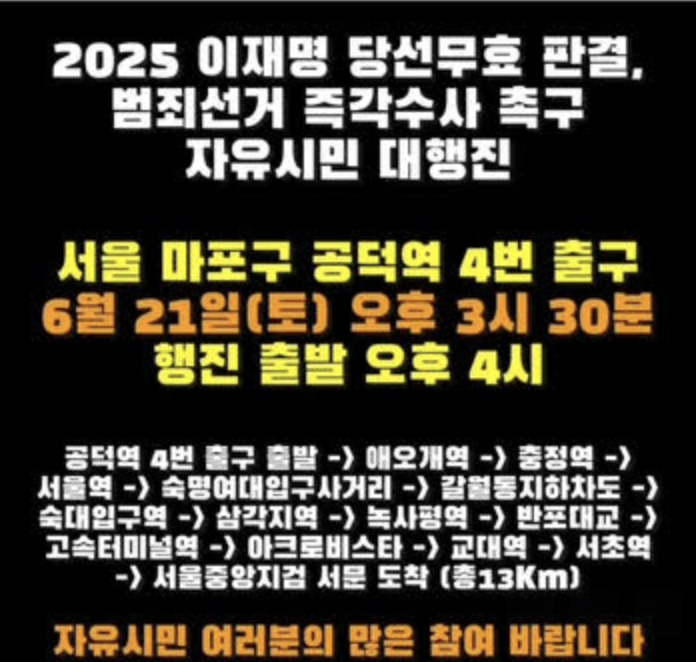 2025 이재명 당선무효 판결,
범죄선거 즉각수사 촉구
자유시민 대행진
서울 마포구 공덕역 4번 출구
6월 21일(토) 오후 3시 30분
행진 출발 오후 4시
공덕역 4번 출구 출발 -> 애오개역 -> 충정역 ->
서울역 -> 숙명여대입구사거리 -> 갈월동지하차도 ->
숙대입구역 -> 삼각지역 -> 녹사평역 -> 반포대교 ->
고속터미널역 -> 아크로비스타 -> 교대역 -> 서초역
-> 서울중앙지검 서문 도착 (총13Km)
자유시민 여러분의 많은 참여 바랍니다